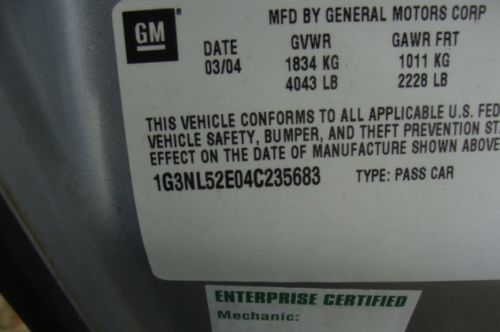 MFD BY GENERAL MOTORS CORP
GM
DATE GVWR GAWR FRT
03/04 1834 KG 1011 KG
4043 LB 2228 LB
THIS VEHICLE CONFORMS TO ALL APPLICABLE U.S. FED
VEHICLE SAFETY, BUMPER, AND THEFT PREVENTION ST
EFFECT ON THE DATE OF MANUFACTURE SHOWN ABOVE
1G3NL52E04C235683 TYPE: PASS CAR
ENTERPRISE CERTIFIED
Mechanic: